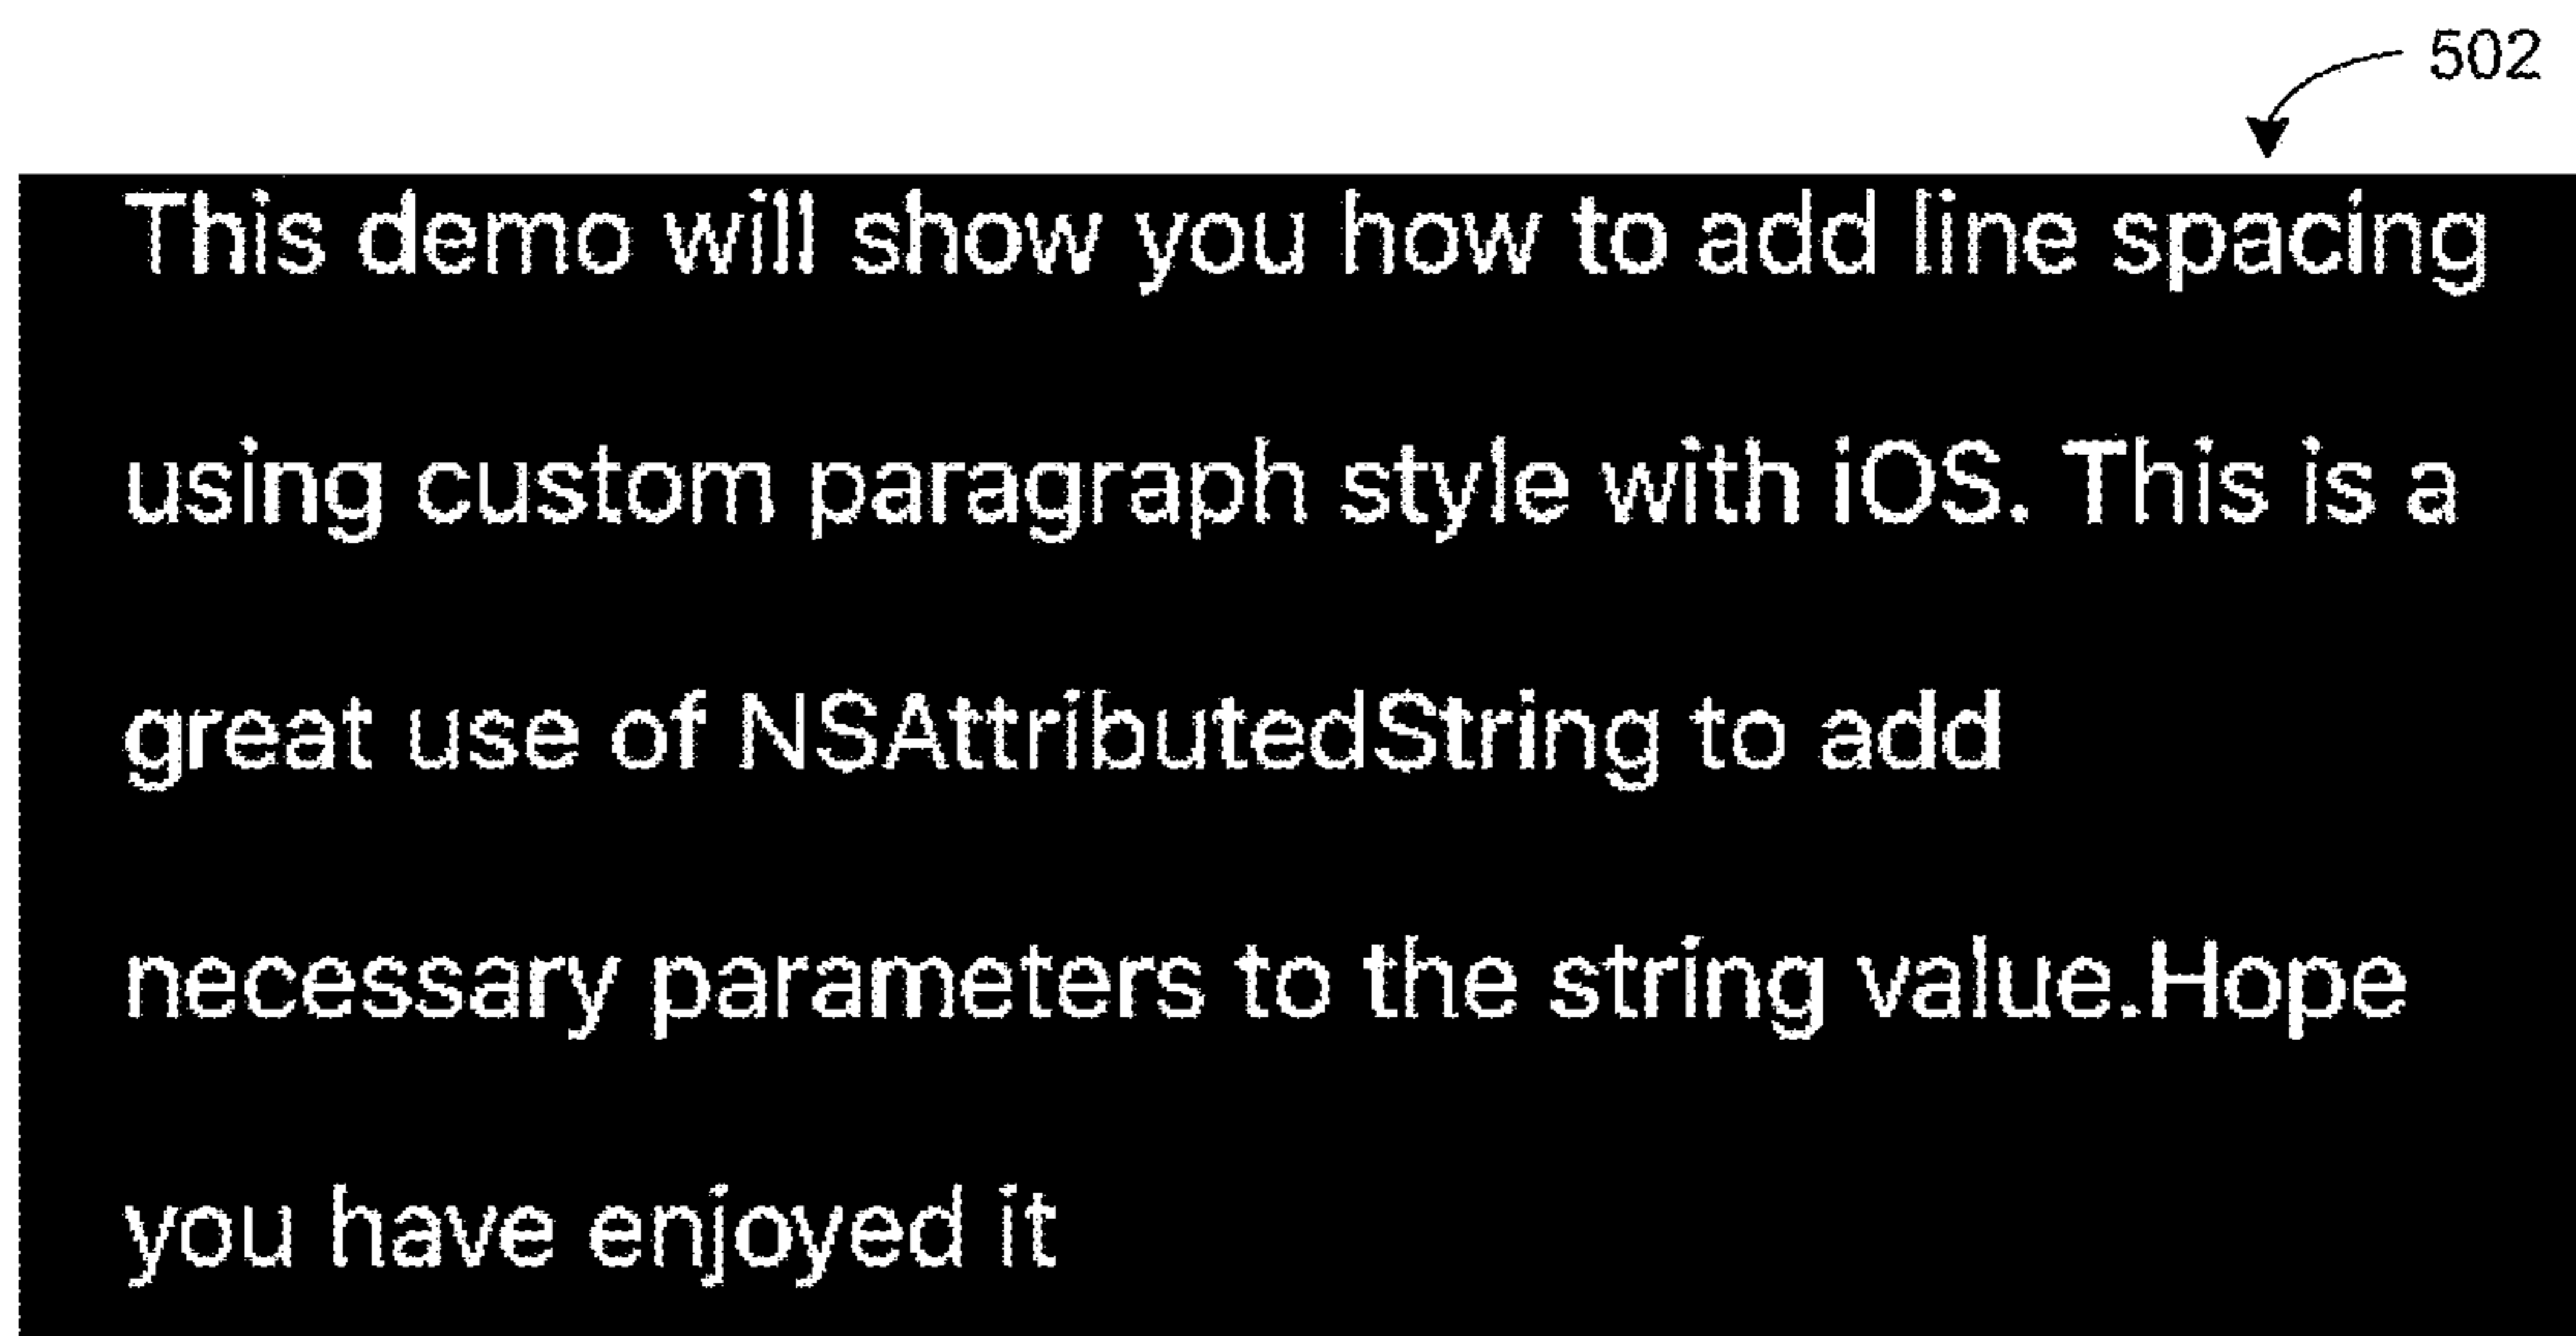 502
This demo will show you how to add line spacing
using custom paragraph style with iOS. This is a
great use of NSAttributedString to add
necessary parameters to the string value.Hope
you have enjoyed it